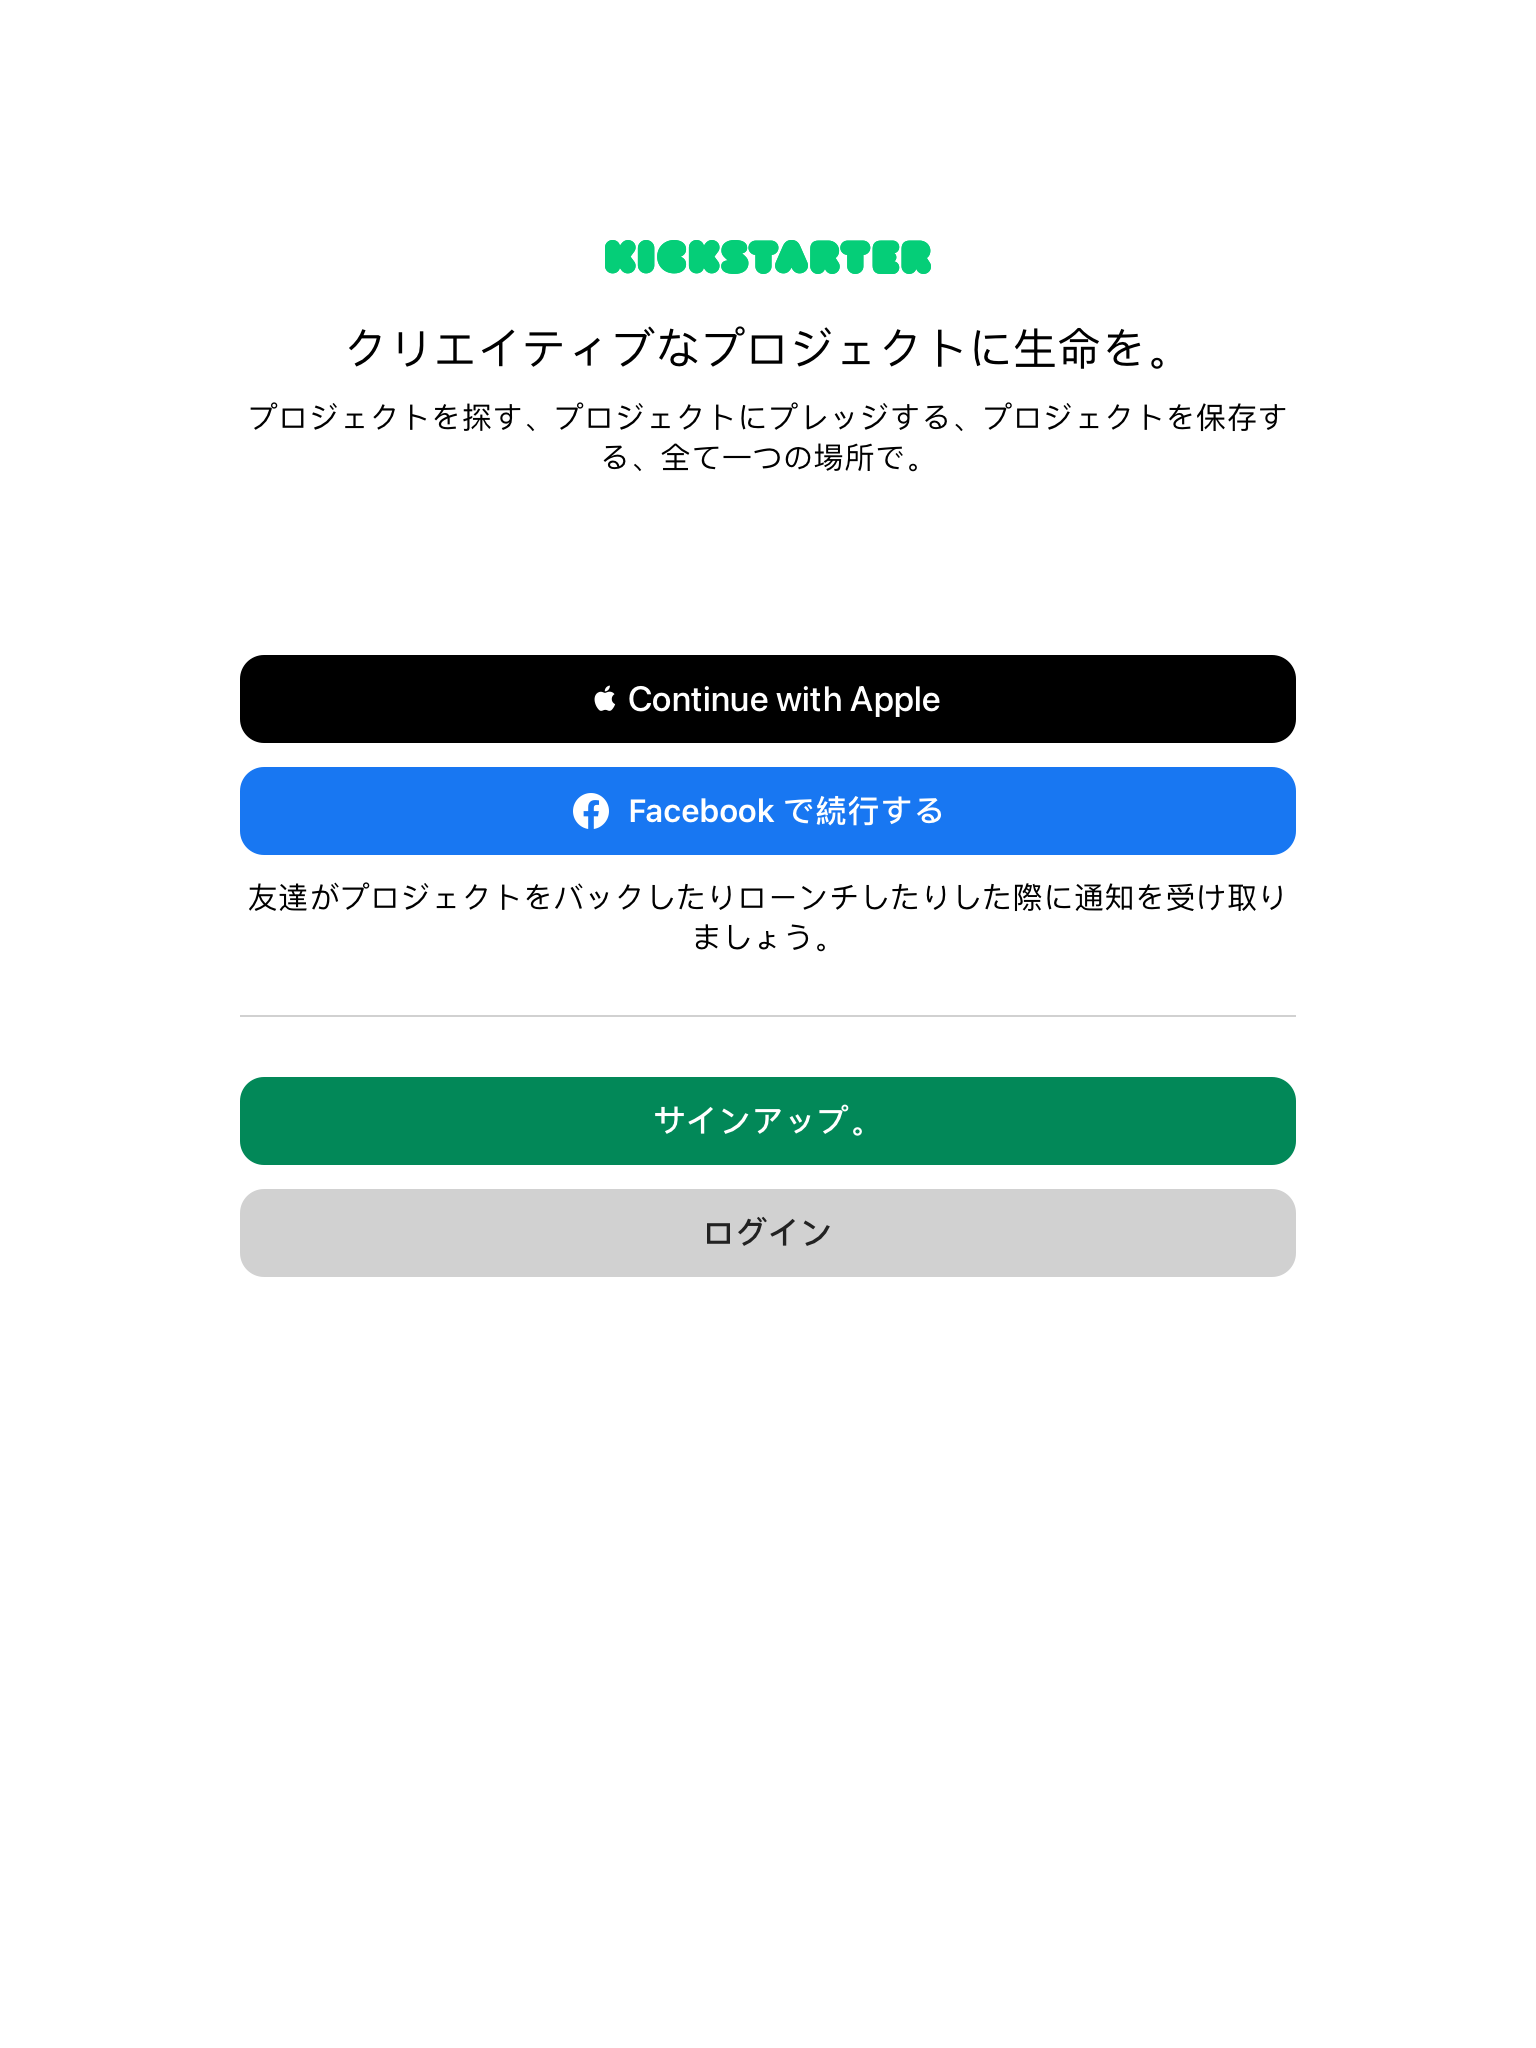 KICKSTARTER
クリエイティブなプロジェクトに生命を。
プロジェクトを探す、プロジェクトにプレッジする、プロジェクトを保存す
る、全て一つの場所で。
Continue with Apple
Facebook で続行する
友達がプロジェクトをバックしたりローンチしたりした際に通知を受け取り
ましょう。
サインアップ。
ログイン